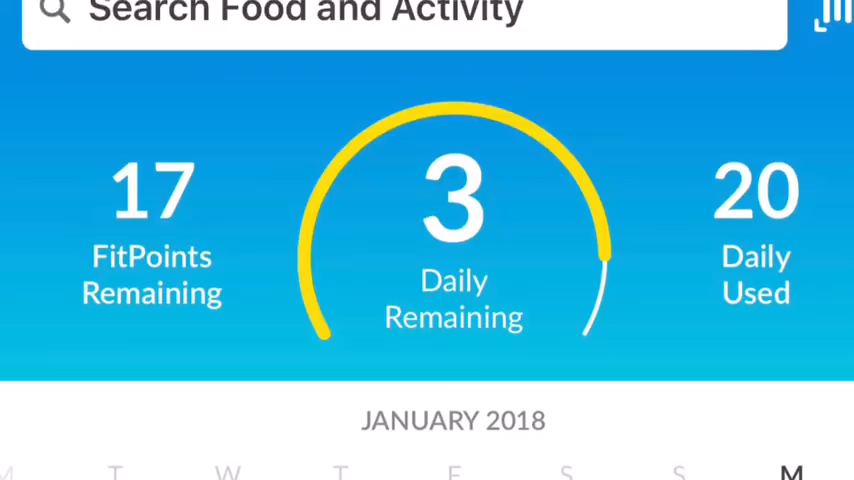 Search Food and Activity
17
FitPoints
Remaining
3
Daily
Remaining
20
Daily
Used
JANUARY 2018
M T W T F S S M